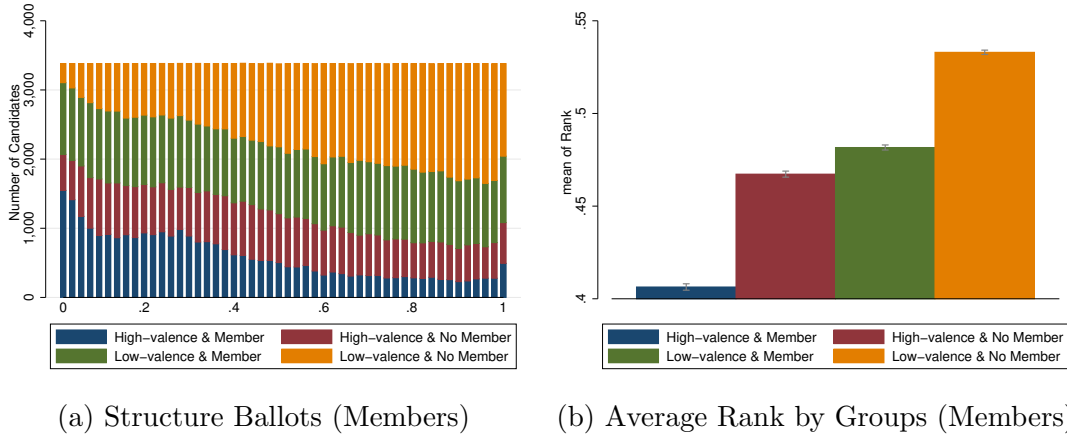 4,000
3,000
2,000
1,000
0
Number of Candidates
0 .2 .4 .6 .8 1
High-valence & Member High-valence & No Member
Low-valence & Member Low-valence & No Member
(a) Structure Ballots (Members)
.55
.5
.45
.4
mean of Rank
High-valence & Member High-valence & No Member
Low-valence & Member Low-valence & No Member
(b) Average Rank by Groups (Members)